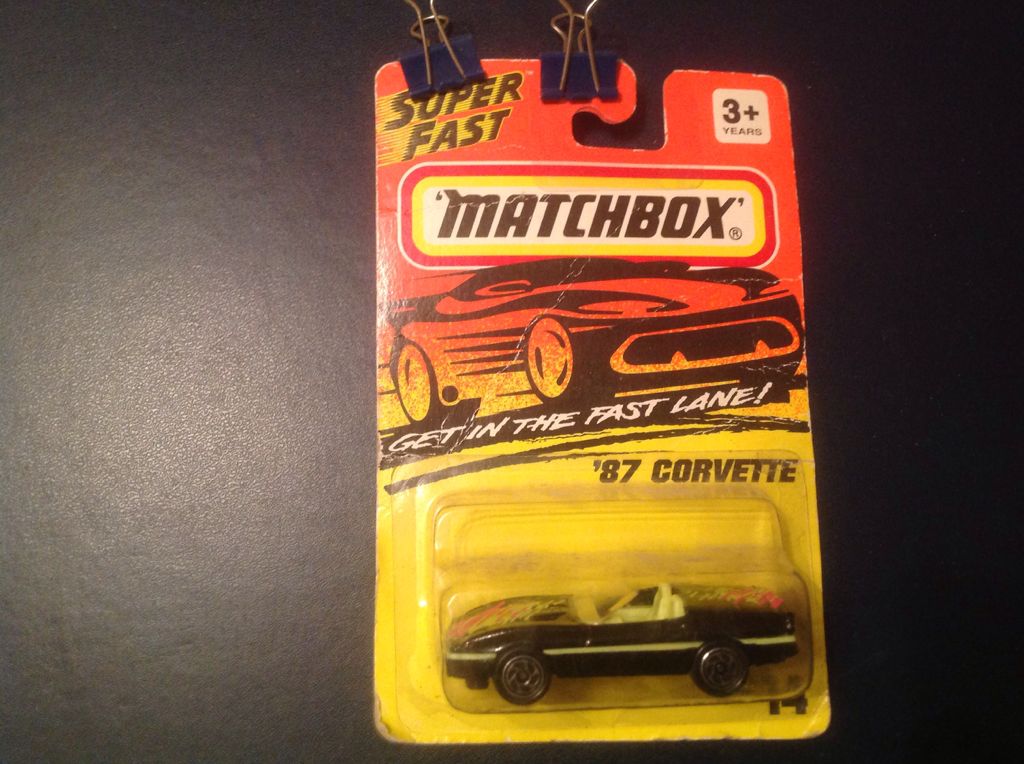 SUPER
FAST
3+
YEARS
'MATCHBOX'®
GET IN THE FAST LANE!
'87 CORVETTE
14